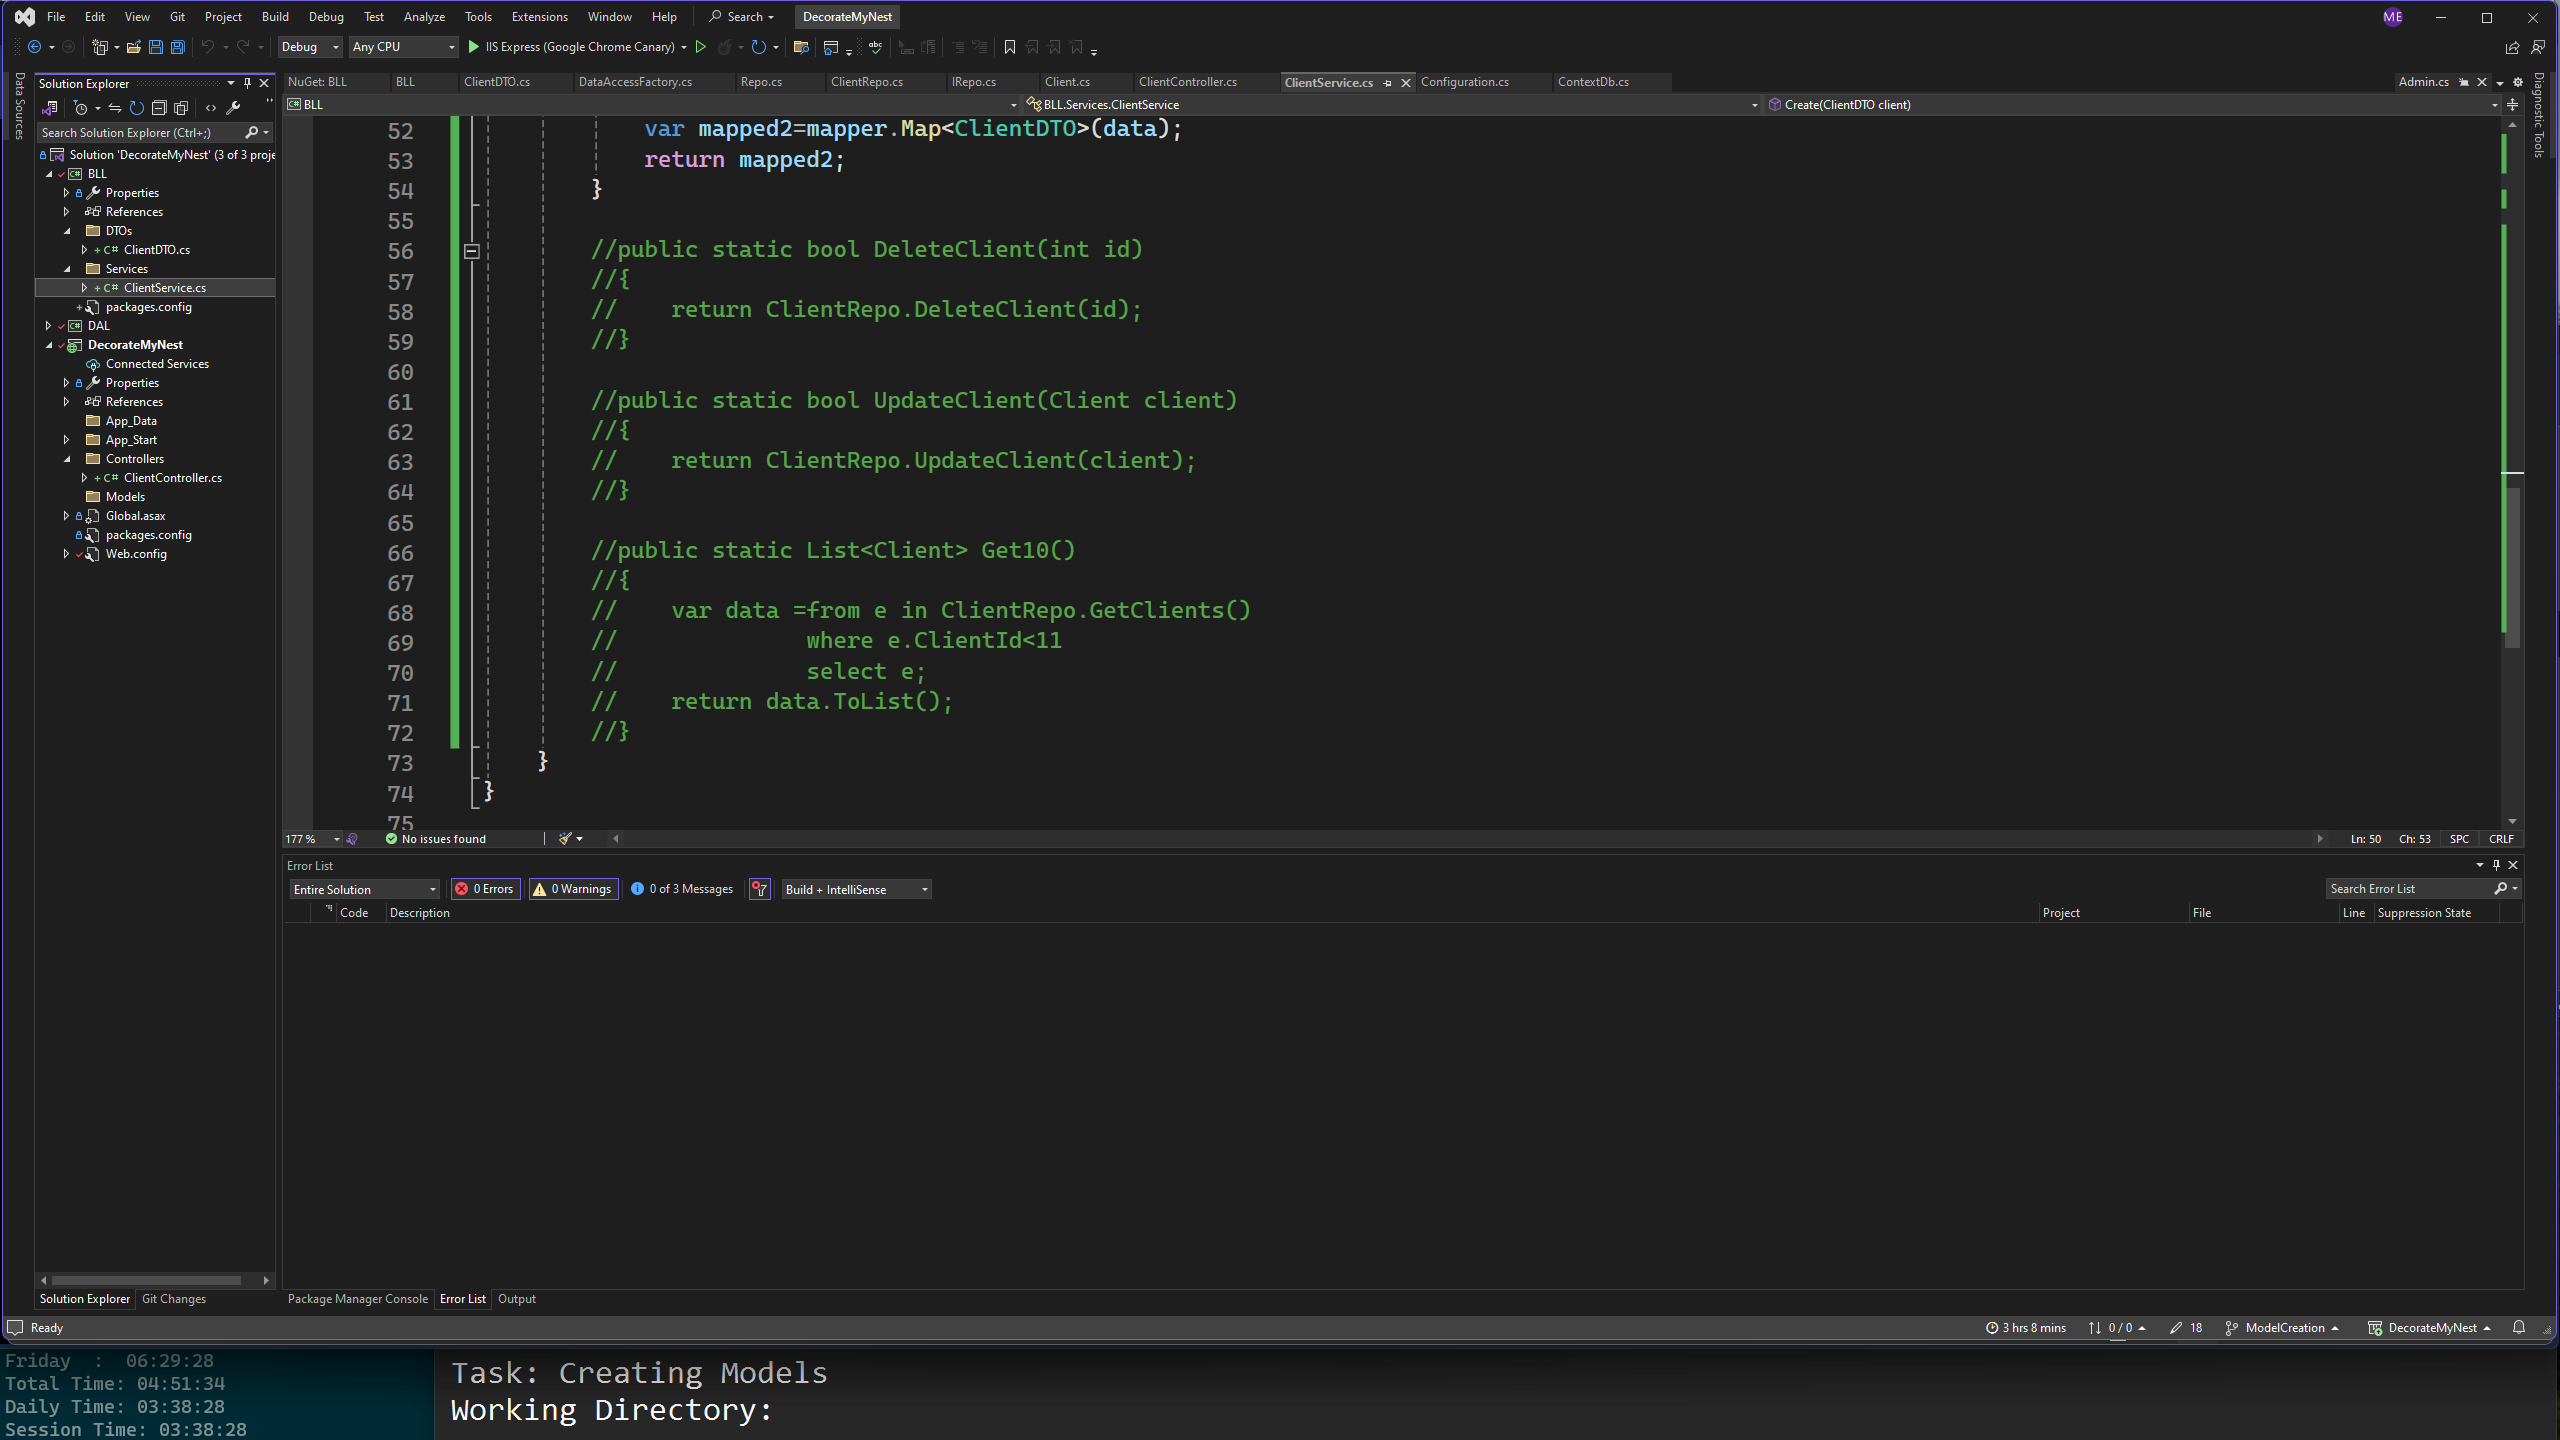 File Edit View Git Project Build Debug Test Analyze Tools Extensions Window Help Search DecorateMyNest ME
Debug Any CPU IIS Express (Google Chrome Canary)
Data Sources
Solution Explorer
Search Solution Explorer (Ctrl+;)
Solution 'DecorateMyNest' (3 of 3 proje
BLL
Properties
References
DTOs
+ C# ClientDTO.cs
Services
+ C# ClientService.cs
+ packages.config
DAL
DecorateMyNest
Connected Services
Properties
References
App_Data
App_Start
Controllers
+ C# ClientController.cs
Models
Global.asax
packages.config
Web.config
Solution Explorer Git Changes
NuGet: BLL BLL ClientDTO.cs DataAccessFactory.cs Repo.cs ClientRepo.cs IRepo.cs Client.cs ClientController.cs ClientService.cs Configuration.cs ContextDb.cs Admin.cs
BLL BLL.Services.ClientService Create(ClientDTO client)
Diagnostic Tools
52 var mapped2=mapper.Map<ClientDTO>(data);
53 return mapped2;
54 }
55
56 //public static bool DeleteClient(int id)
57 //{
58 //    return ClientRepo.DeleteClient(id);
59 //}
60
61 //public static bool UpdateClient(Client client)
62 //{
63 //    return ClientRepo.UpdateClient(client);
64 //}
65
66 //public static List<Client> Get10()
67 //{
68 //    var data =from e in ClientRepo.GetClients()
69 //              where e.ClientId<11
70 //              select e;
71 //    return data.ToList();
72 //}
73 }
74 }
75
177 % No issues found Ln: 50 Ch: 53 SPC CRLF
Error List
Entire Solution 0 Errors 0 Warnings 0 of 3 Messages Build + IntelliSense Search Error List
Code Description Project File Line Suppression State
Package Manager Console Error List Output
Ready 3 hrs 8 mins 0 / 0 18 ModelCreation DecorateMyNest
Friday  :  06:29:28
Total Time: 04:51:34
Daily Time: 03:38:28
Session Time: 03:38:28
Task: Creating Models
Working Directory: